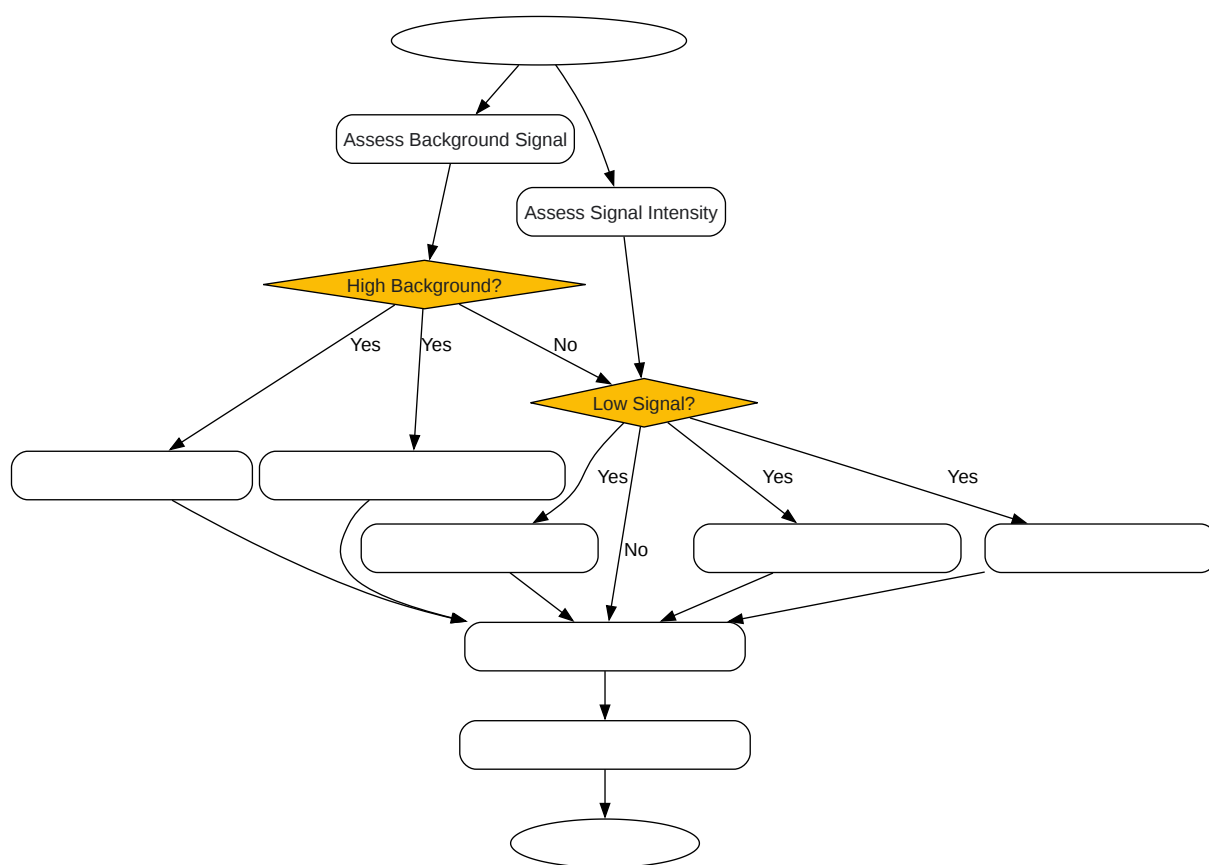 Assess Background Signal
Assess Signal Intensity
High Background?
Yes
Yes
No
Low Signal?
Yes
Yes
Yes
No